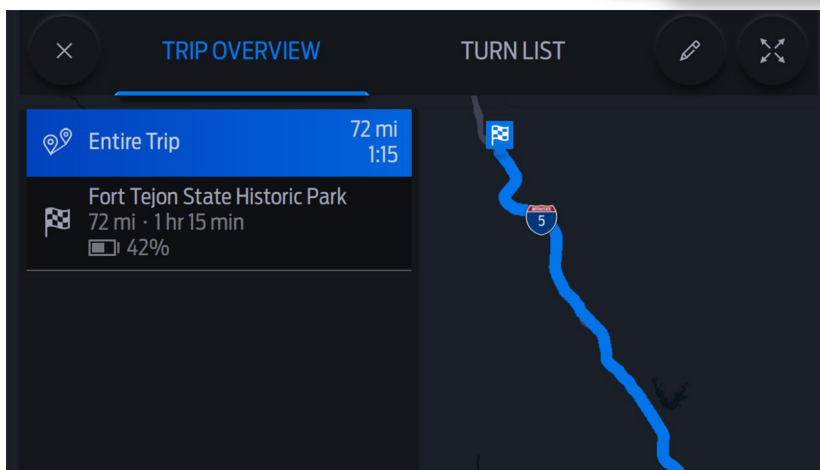 TRIP OVERVIEW
TURN LIST
Entire Trip
72 mi
1:15
Fort Tejon State Historic Park
72 mi · 1 hr 15 min
42%
5